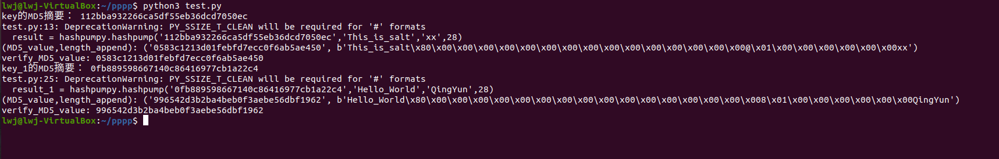 lwj@lwj-VirtualBox:~/pppp$ python3 test.py
key的MD5摘要： 112bba932266ca5df55eb36dcd7050ec
test.py:13: DeprecationWarning: PY_SSIZE_T_CLEAN will be required for '#' formats
  result = hashpumpy.hashpump('112bba932266ca5df55eb36dcd7050ec','This_is_salt','xx',28)
(MD5_value,length_append): ('0583c1213d01febfd7ecc0f6ab5ae450', b'This_is_salt\x80\x00\x00\x00\x00\x00\x00\x00\x00\x00\x00\x00\x00\x00\x00\x00@\x01\x00\x00\x00\x00\x00\x00xx')
verify_MD5_value: 0583c1213d01febfd7ecc0f6ab5ae450
key_1的MD5摘要： 0fb889598667140c86416977cb1a22c4
test.py:25: DeprecationWarning: PY_SSIZE_T_CLEAN will be required for '#' formats
  result_1 = hashpumpy.hashpump('0fb889598667140c86416977cb1a22c4','Hello_World','QingYun',28)
(MD5_value,length_append): ('996542d3b2ba4beb0f3aebe56dbf1962', b'Hello_World\x80\x00\x00\x00\x00\x00\x00\x00\x00\x00\x00\x00\x00\x00\x00\x00\x008\x01\x00\x00\x00\x00\x00\x00QingYun')
verify_MD5_value: 996542d3b2ba4beb0f3aebe56dbf1962
lwj@lwj-VirtualBox:~/pppp$